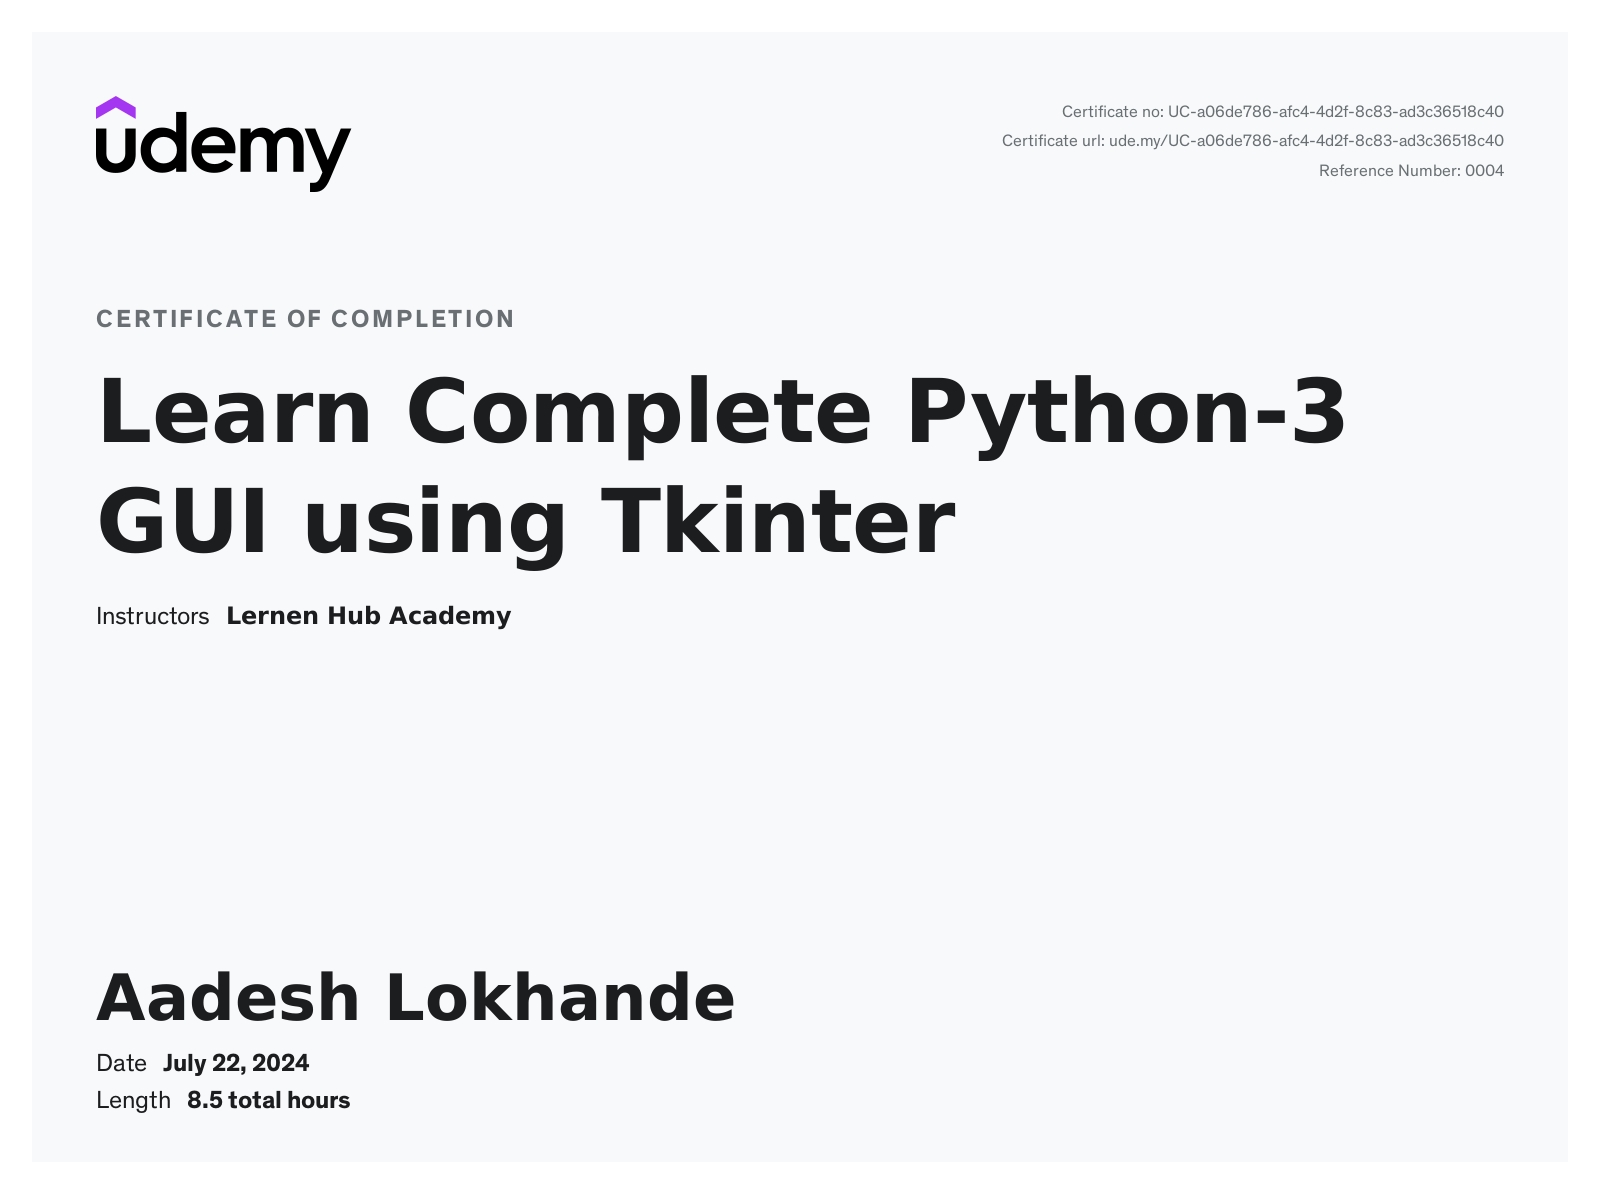 udemy
Certificate no: UC-a06de786-afc4-4d2f-8c83-ad3c36518c40
Certificate url: ude.my/UC-a06de786-afc4-4d2f-8c83-ad3c36518c40
Reference Number: 0004
CERTIFICATE OF COMPLETION
Learn Complete Python-3
GUI using Tkinter
Instructors Lernen Hub Academy
Aadesh Lokhande
Date July 22, 2024
Length 8.5 total hours